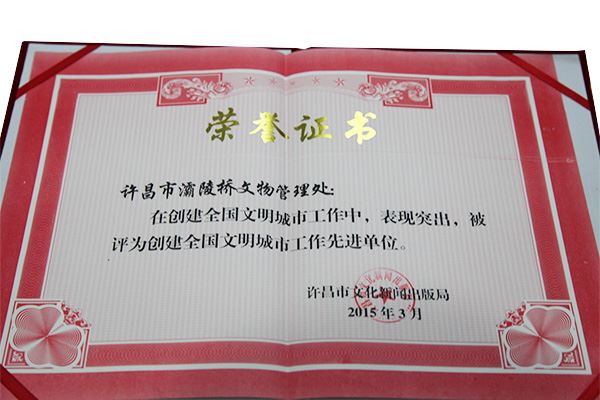 荣誉证书
许昌市灞陵桥文物管理处:
在创建全国文明城市工作中，表现突出，被
评为创建全国文明城市工作先进单位。
许昌市文化新闻出版局
2015年3月